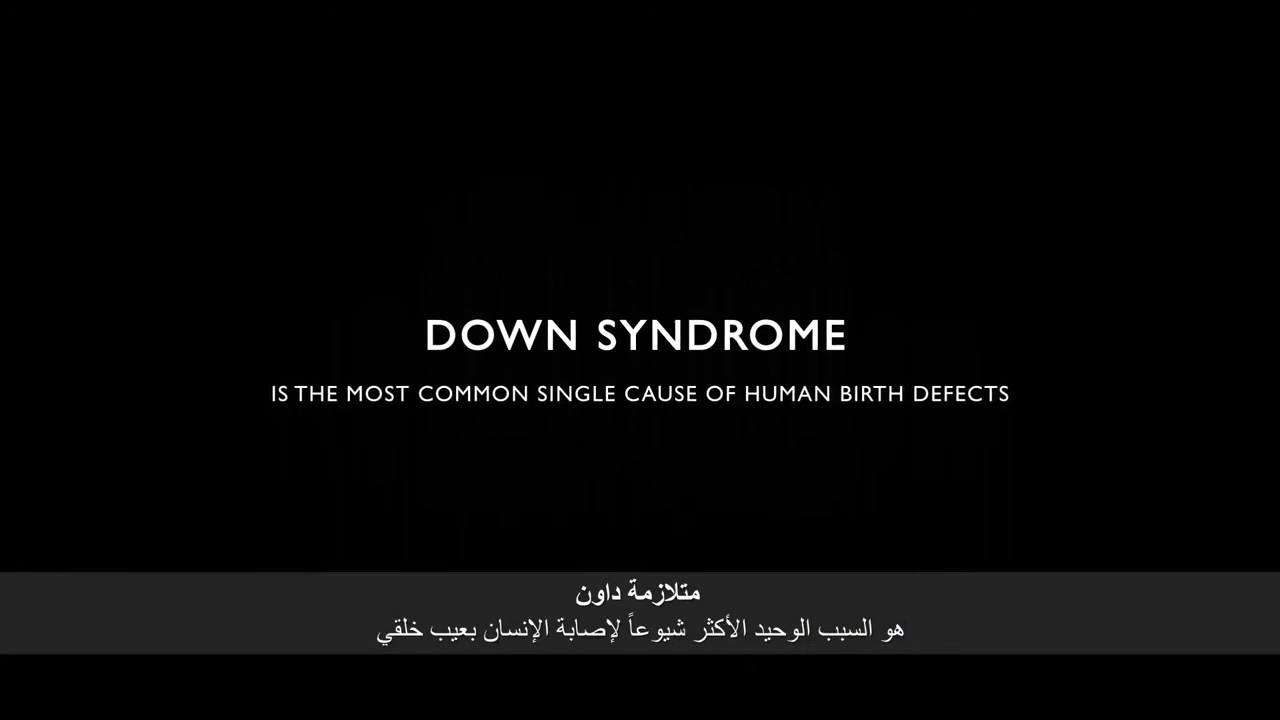 DOWN SYNDROME
IS THE MOST COMMON SINGLE CAUSE OF HUMAN BIRTH DEFECTS
متلازمة داون
هو السبب الوحيد الأكثر شيوعاً لإصابة الإنسان بعيب خلقي